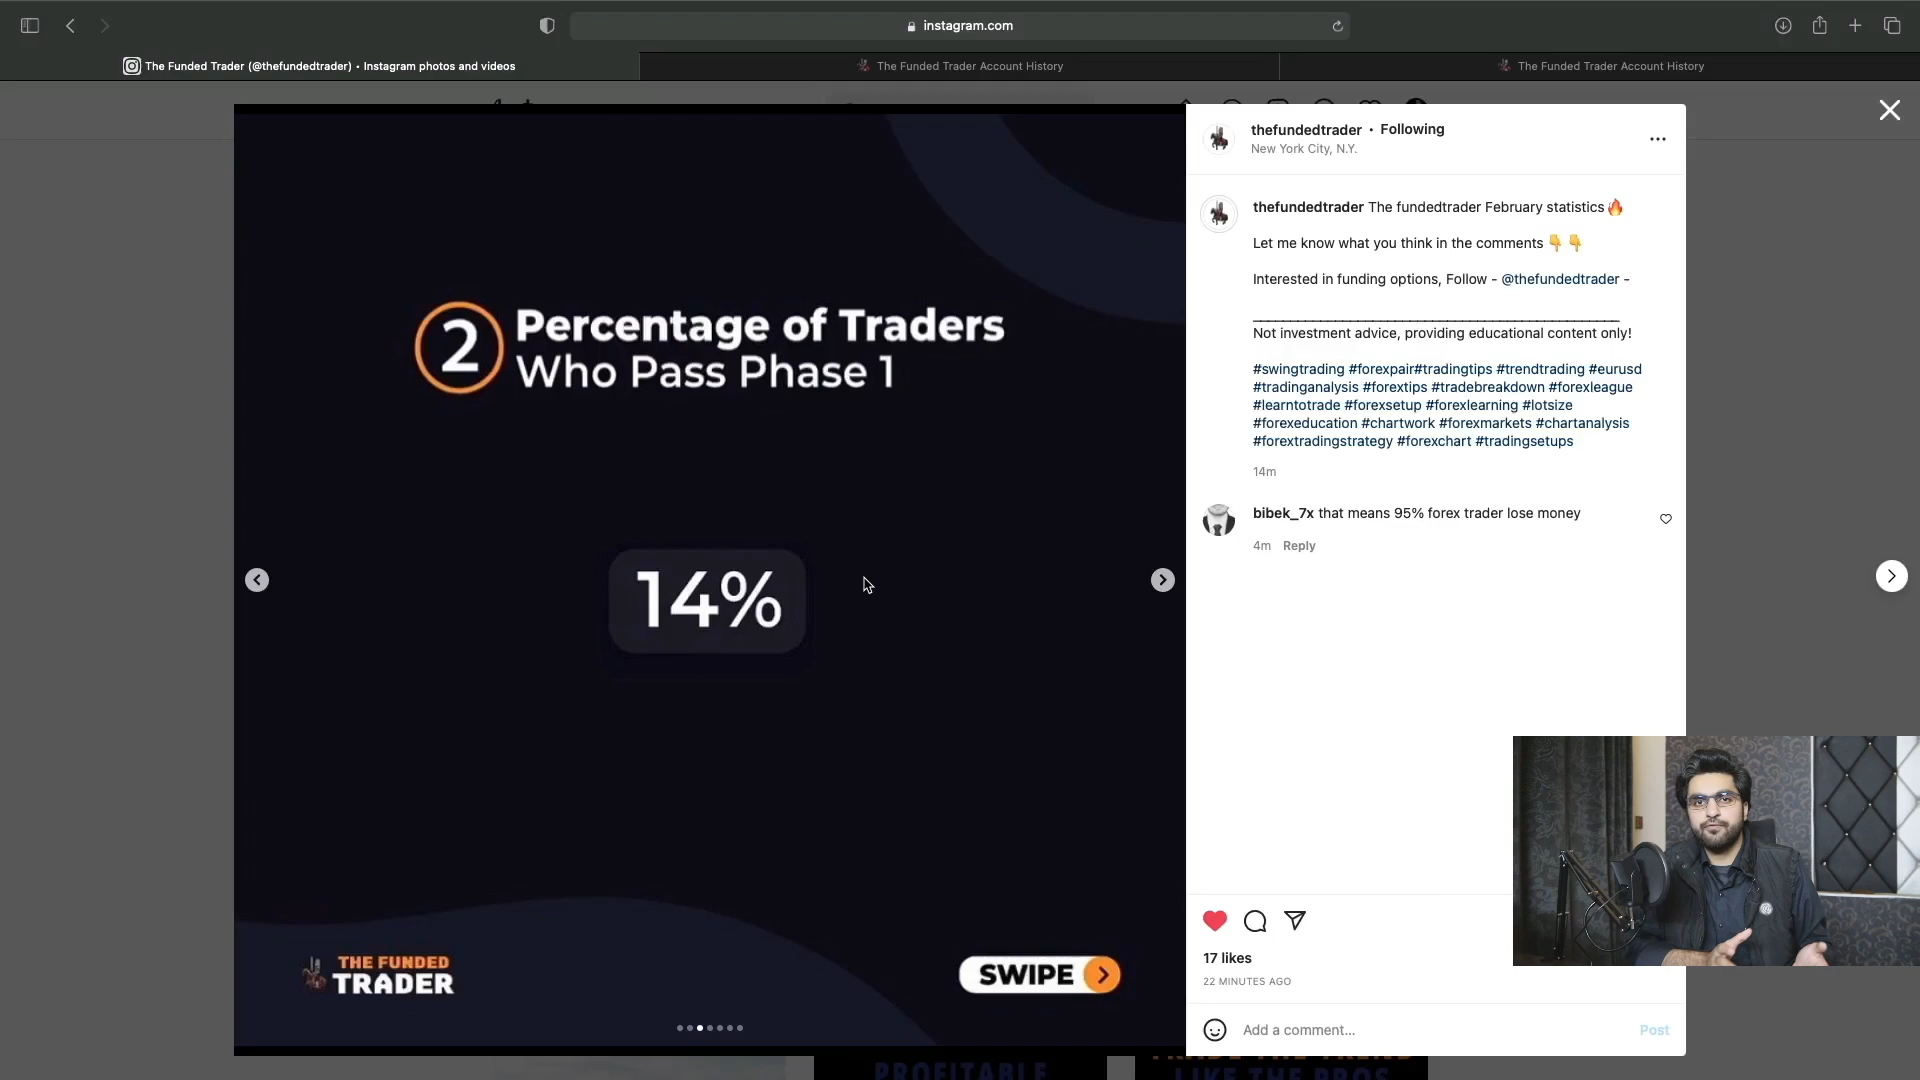 instagram.com
The Funded Trader (@thefundedtrader) • Instagram photos and videos
The Funded Trader Account History
The Funded Trader Account History
2 Percentage of Traders
Who Pass Phase 1
14%
THE FUNDED
TRADER
SWIPE
thefundedtrader • Following
New York City, N.Y.
thefundedtrader The fundedtrader February statistics🔥
Let me know what you think in the comments 👇 👇
Interested in funding options, Follow - @thefundedtrader -
Not investment advice, providing educational content only!
#swingtrading #forexpair#tradingtips #trendtrading #eurusd
#tradinganalysis #forextips #tradebreakdown #forexleague
#learntotrade #forexsetup #forexlearning #lotsize
#forexeducation #chartwork #forexmarkets #chartanalysis
#forextradingstrategy #forexchart #tradingsetups
14m
bibek_7x that means 95% forex trader lose money
4m Reply
17 likes
22 MINUTES AGO
Add a comment... Post
PROFITABLE
LIKE THE PROS